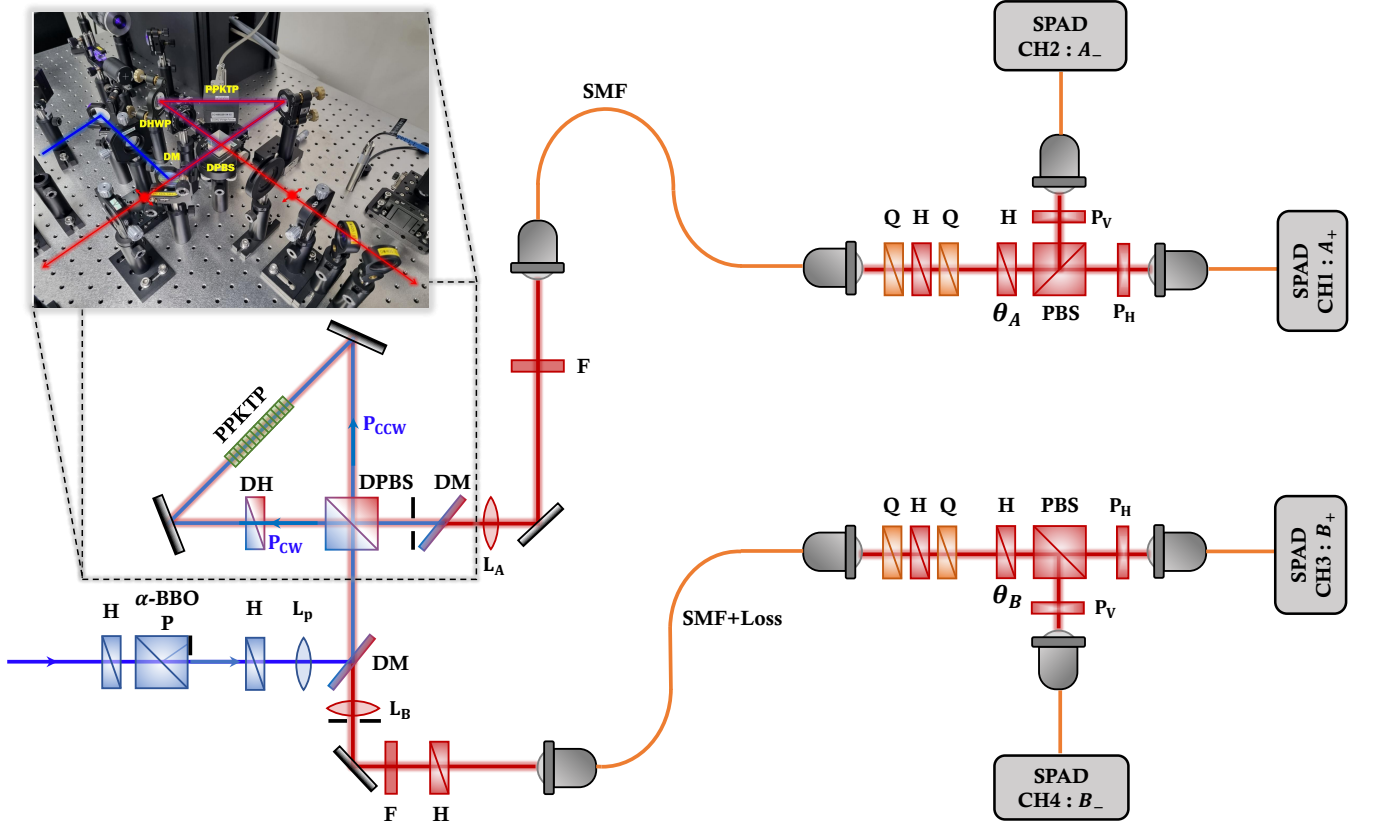 PPKTP
DHWP
DM
DPBS
SMF
SPAD
CH2 : A₋
Q H Q H P_V
θ_A PBS P_H
SPAD
CH1 : A₊
F
PPKTP
P_CCW
DH DPBS DM
P_CW
L_A
H α-BBO H L_p
P
DM
L_B
F H
SMF+Loss
Q H Q H PBS P_H
θ_B P_V
SPAD
CH3 : B₊
SPAD
CH4 : B₋